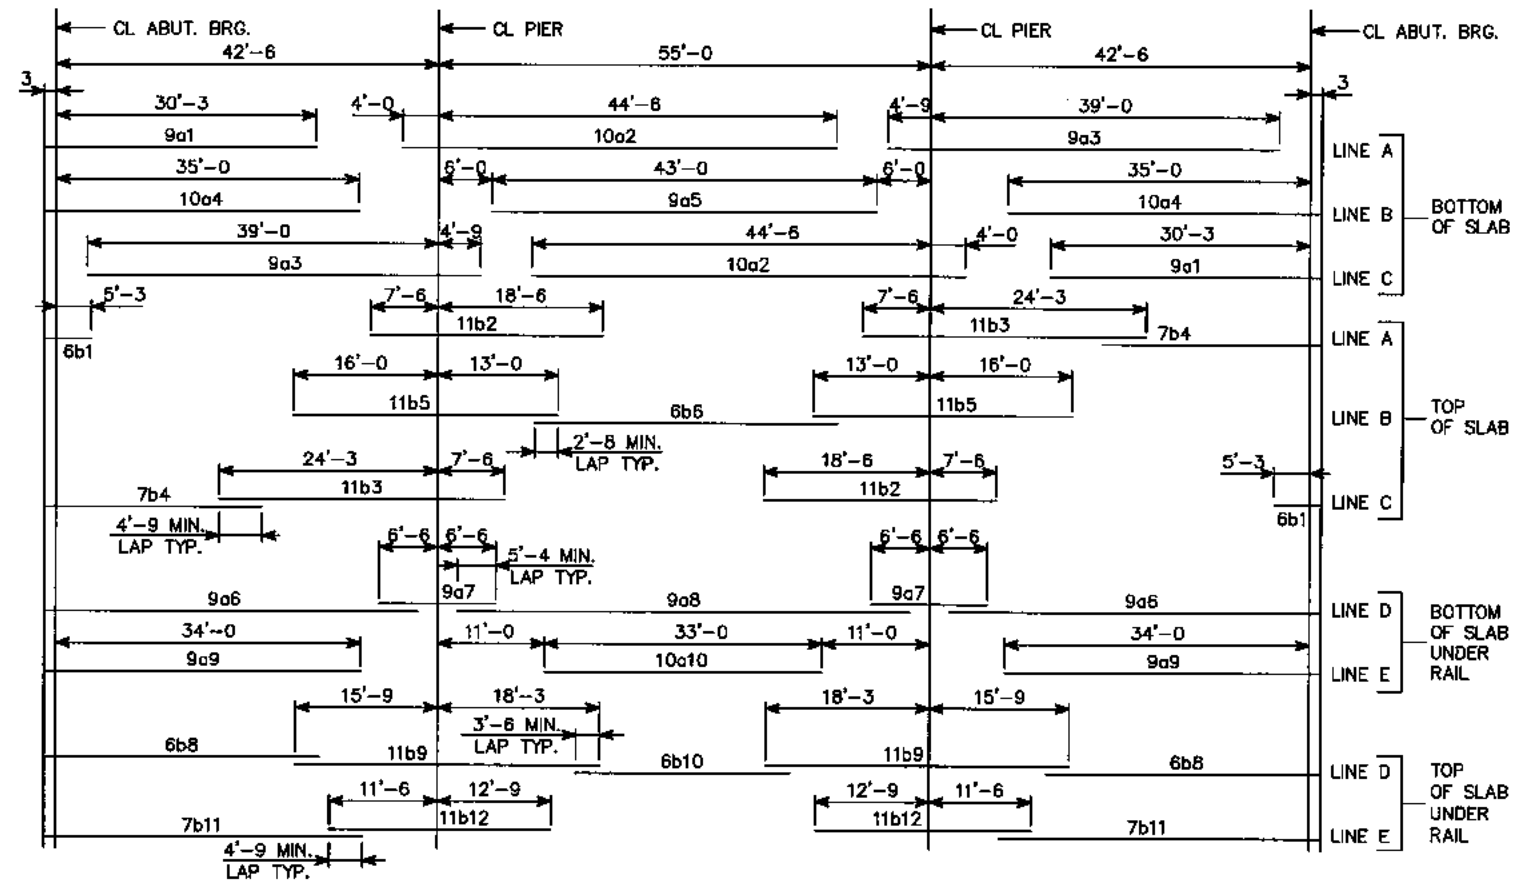 CL ABUT. BRG. CL PIER CL PIER CL ABUT. BRG.
42'-6 55'-0 42'-6
3 3
30'-3 4'-0 44'-6 4'-9 39'-0
9a1 10a2 9a3 LINE A
35'-0 6'-0 43'-0 6'-0 35'-0
10a4 9a5 10a4 LINE B
BOTTOM
OF SLAB
39'-0 4'-9 44'-6 4'-0 30'-3
9a3 10a2 9a1 LINE C
5'-3 7'-6 18'-6 7'-6 24'-3
6b1 11b2 11b3 7b4 LINE A
16'-0 13'-0 13'-0 16'-0
11b5 6b6 11b5 LINE B
TOP
OF SLAB
2'-8 MIN.
LAP TYP.
24'-3 7'-6 18'-6 7'-6 5'-3
7b4 11b3 11b2 6b1 LINE C
4'-9 MIN.
LAP TYP.
6'-6 6'-6 6'-6 6'-6
5'-4 MIN.
LAP TYP.
9a6 9a7 9a8 9a7 9a6 LINE D
34'-0 11'-0 33'-0 11'-0 34'-0
9a9 10a10 9a9 LINE E
BOTTOM
OF SLAB
UNDER
RAIL
15'-9 18'-3 18'-3 15'-9
3'-6 MIN.
LAP TYP.
6b8 11b9 6b10 11b9 6b8 LINE D
11'-6 12'-9 12'-9 11'-6
7b11 11b12 11b12 7b11 LINE E
TOP
OF SLAB
UNDER
RAIL
4'-9 MIN.
LAP TYP.